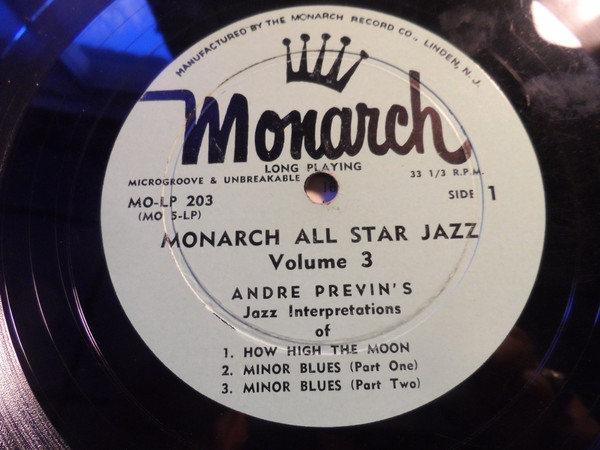 MANUFACTURED BY THE MONARCH RECORD CO., LINDEN, N. J.
Monarch
LONG PLAYING
MICROGROOVE & UNBREAKABLE
33 1/3 R.P.M.
MO-LP 203
SIDE 1
(MO 5-LP)
MONARCH ALL STAR JAZZ
Volume 3
ANDRE PREVIN'S
Jazz Interpretations
of
1. HOW HIGH THE MOON
2. MINOR BLUES (Part One)
3. MINOR BLUES (Part Two)